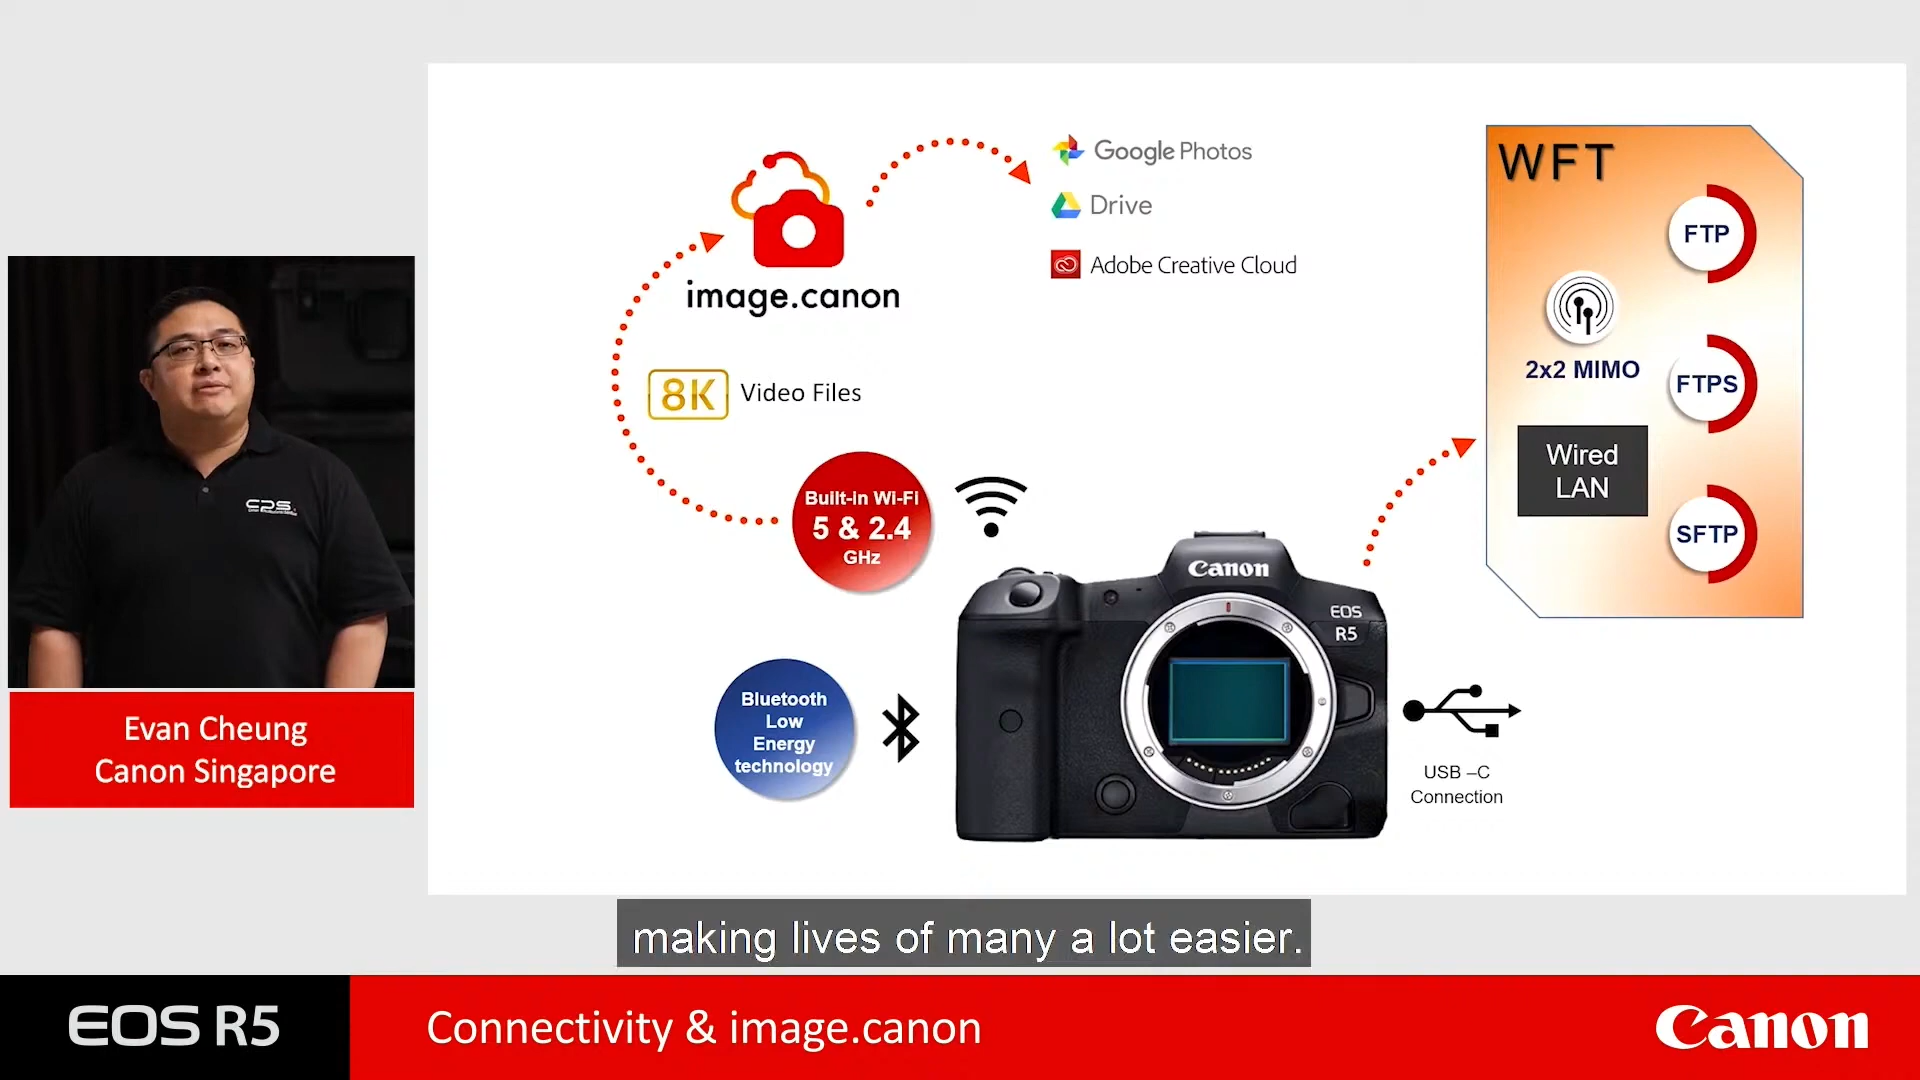 Google Photos
Drive
Adobe Creative Cloud
image.canon
8K Video Files
Built-in Wi-Fi
5 & 2.4
GHz
Bluetooth
Low
Energy
technology
Canon
EOS
R5
USB –C
Connection
WFT
FTP
2x2 MIMO
FTPS
Wired
LAN
SFTP
CPS
Evan Cheung
Canon Singapore
making lives of many a lot easier.
EOS R5
Connectivity & image.canon
Canon